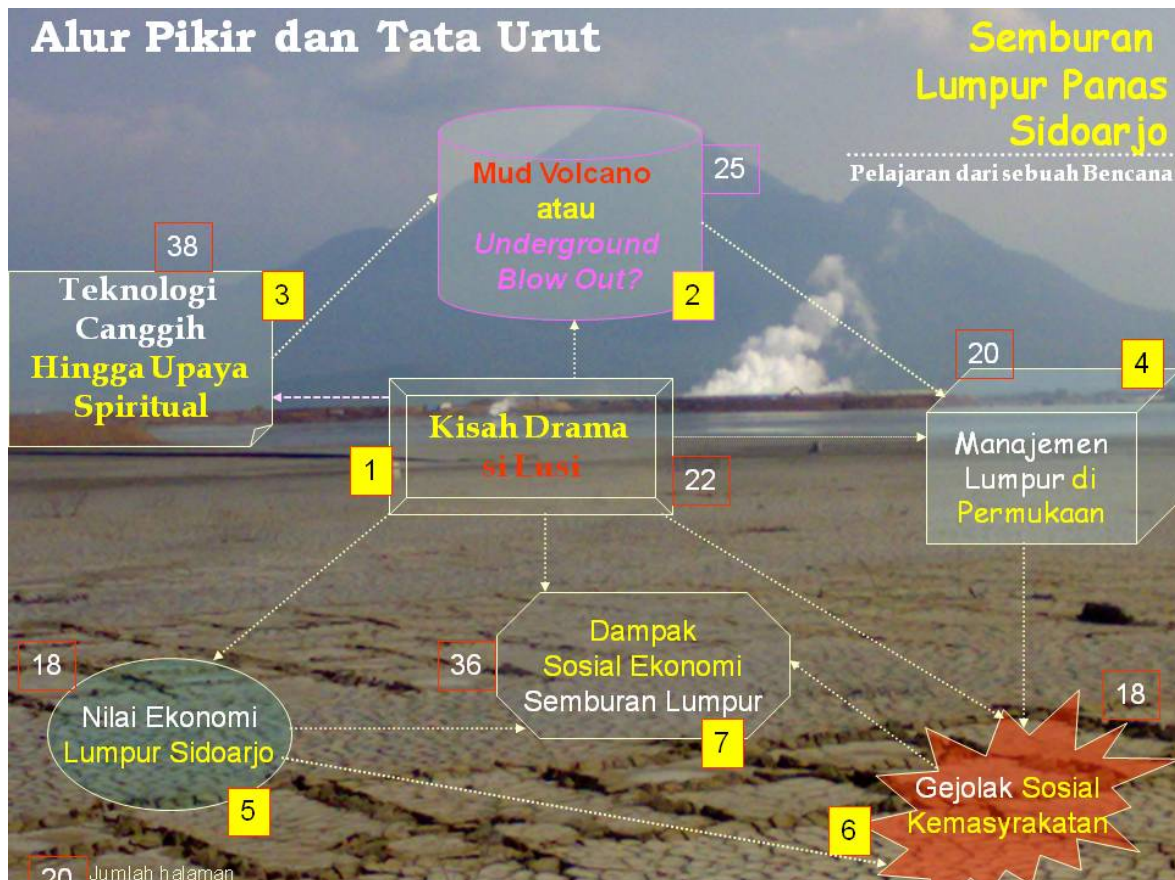 Alur Pikir dan Tata Urut
Semburan
Lumpur Panas
Sidoarjo
Pelajaran dari sebuah Bencana
Mud Volcano
atau
Underground
Blow Out?
25
2
38
3
Teknologi
Canggih
Hingga Upaya
Spiritual
20
4
Manajemen
Lumpur di
Permukaan
Kisah Drama
si Lusi
1
22
18
Nilai Ekonomi
Lumpur Sidoarjo
5
36
Dampak
Sosial Ekonomi
Semburan Lumpur
7
18
Gejolak Sosial
Kemasyrakatan
6
20 Jumlah halaman